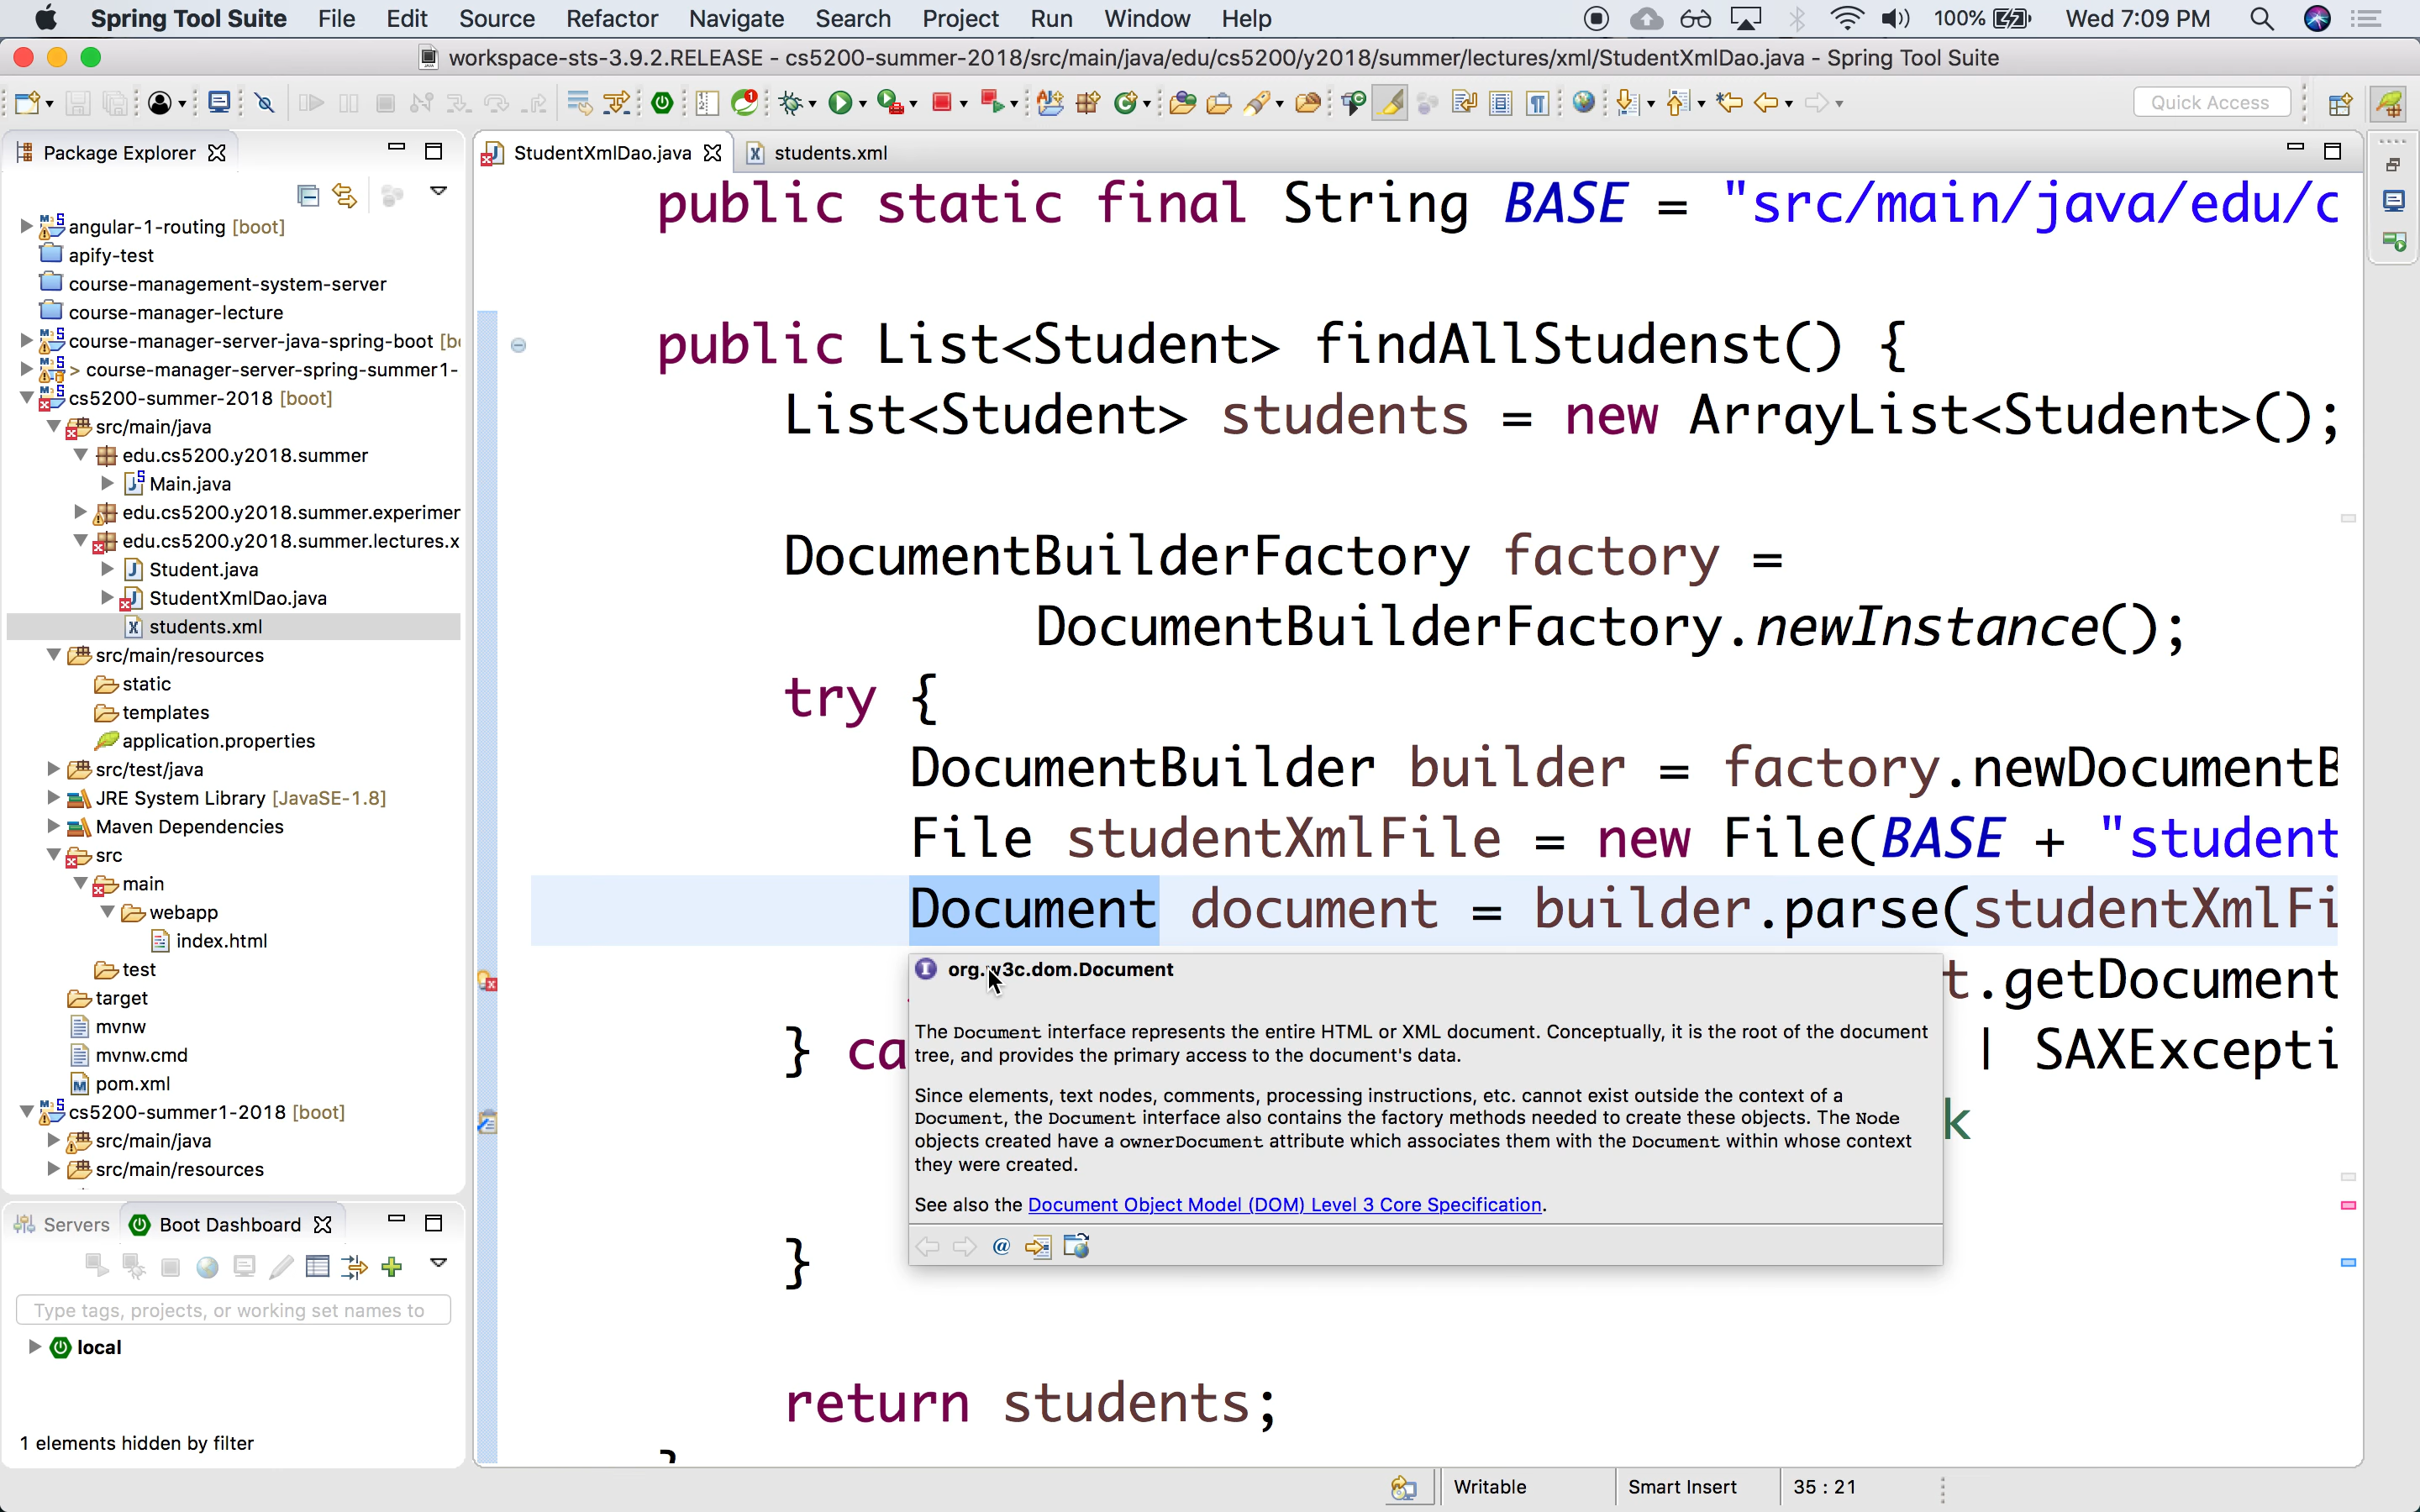 Spring Tool Suite File Edit Source Refactor Navigate Search Project Run Window Help 100% Wed 7:09 PM
workspace-sts-3.9.2.RELEASE - cs5200-summer-2018/src/main/java/edu/cs5200/y2018/summer/lectures/xml/StudentXmlDao.java - Spring Tool Suite
Quick Access
Package Explorer
angular-1-routing [boot]
apify-test
course-management-system-server
course-manager-lecture
course-manager-server-java-spring-boot [b
> course-manager-server-spring-summer1-
cs5200-summer-2018 [boot]
src/main/java
edu.cs5200.y2018.summer
Main.java
edu.cs5200.y2018.summer.experimer
edu.cs5200.y2018.summer.lectures.x
Student.java
StudentXmlDao.java
students.xml
src/main/resources
static
templates
application.properties
src/test/java
JRE System Library [JavaSE-1.8]
Maven Dependencies
src
main
webapp
index.html
test
target
mvnw
mvnw.cmd
pom.xml
cs5200-summer1-2018 [boot]
src/main/java
src/main/resources
Servers Boot Dashboard
Type tags, projects, or working set names to
local
1 elements hidden by filter
StudentXmlDao.java students.xml
public static final String BASE = "src/main/java/edu/c
public List<Student> findAllStudenst() {
List<Student> students = new ArrayList<Student>();
DocumentBuilderFactory factory =
DocumentBuilderFactory.newInstance();
try {
DocumentBuilder builder = factory.newDocumentB
File studentXmlFile = new File(BASE + "student
Document document = builder.parse(studentXmlFi
t.getDocument
} ca | SAXExcepti
k
}
return students;
}
org.w3c.dom.Document
The Document interface represents the entire HTML or XML document. Conceptually, it is the root of the document
tree, and provides the primary access to the document's data.
Since elements, text nodes, comments, processing instructions, etc. cannot exist outside the context of a
Document, the Document interface also contains the factory methods needed to create these objects. The Node
objects created have a ownerDocument attribute which associates them with the Document within whose context
they were created.
See also the Document Object Model (DOM) Level 3 Core Specification.
@
Writable Smart Insert 35 : 21